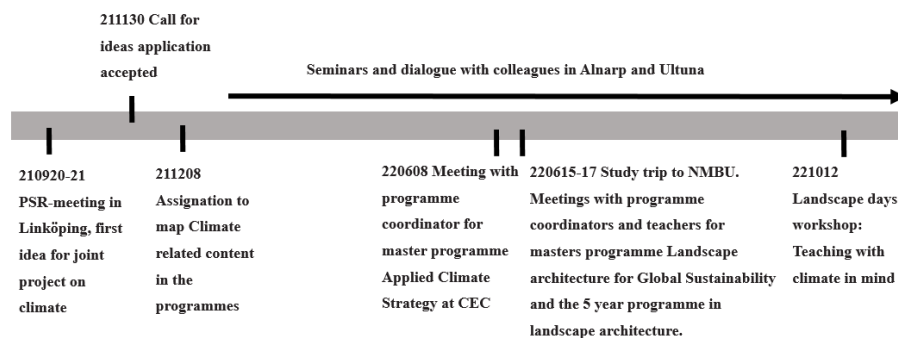 211130 Call for
ideas application
accepted
Seminars and dialogue with colleagues in Alnarp and Ultuna
210920-21
PSR-meeting in
Linköping, first
idea for joint
project on
climate
211208
Assignation to
map Climate
related content
in the
programmes
220608 Meeting with
programme
coordinator for
master programme
Applied Climate
Strategy at CEC
220615-17 Study trip to NMBU.
Meetings with programme
coordinators and teachers for
masters programme Landscape
architecture for Global Sustainability
and the 5 year programme in
landscape architecture.
221012
Landscape days
workshop:
Teaching with
climate in mind